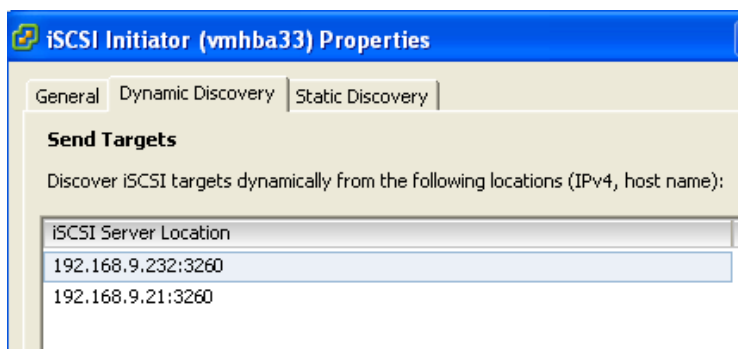 iSCSI Initiator (vmhba33) Properties
General Dynamic Discovery Static Discovery
Send Targets
Discover iSCSI targets dynamically from the following locations (IPv4, host name):
iSCSI Server Location
192.168.9.232:3260
192.168.9.21:3260